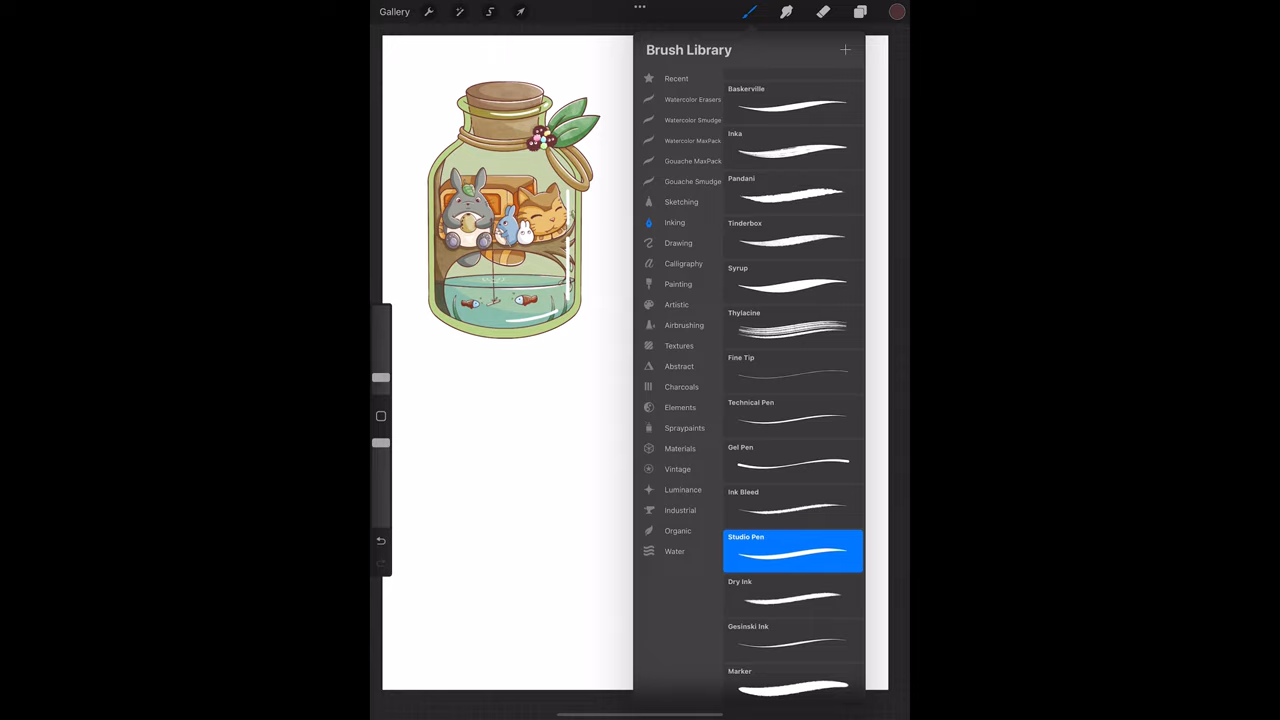 Gallery
Brush Library
Recent
Watercolor Erasers
Watercolor Smudge
Watercolor MaxPack
Gouache MaxPack
Gouache Smudge
Sketching
Inking
Drawing
Calligraphy
Painting
Artistic
Airbrushing
Textures
Abstract
Charcoals
Elements
Spraypaints
Materials
Vintage
Luminance
Industrial
Organic
Water
Baskerville
Inka
Pandani
Tinderbox
Syrup
Thylacine
Fine Tip
Technical Pen
Gel Pen
Ink Bleed
Studio Pen
Dry Ink
Gesinski Ink
Marker